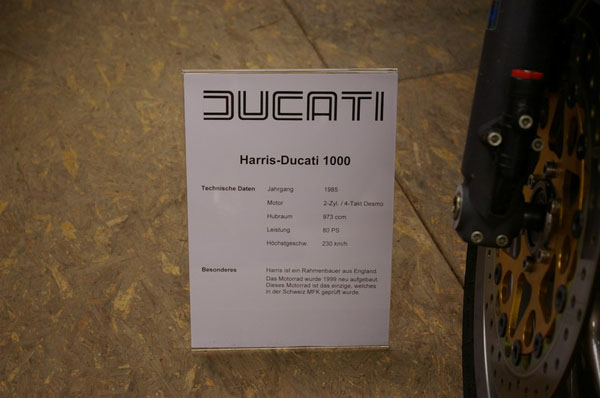 DUCATI
Harris-Ducati 1000
Technische Daten Jahrgang 1985
Motor 2-Zyl. / 4-Takt Desmo
Hubraum 973 ccm
Leistung 80 PS
Höchstgeschw. 230 km/h
Besonderes Harris ist ein Rahmenbauer aus England.
Das Motorrad wurde 1999 neu aufgebaut.
Dieses Motorrad ist das einzige, welches
in der Schweiz MFK geprüft wurde.